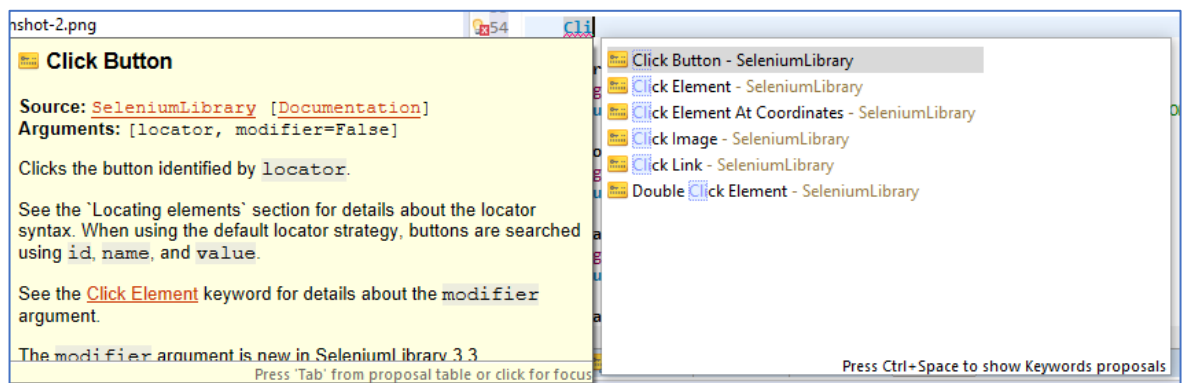 nshot-2.png
54 Cli
Click Button
Source: SeleniumLibrary [Documentation]
Arguments: [locator, modifier=False]
Clicks the button identified by locator.
See the `Locating elements` section for details about the locator
syntax. When using the default locator strategy, buttons are searched
using id, name, and value.
See the Click Element keyword for details about the modifier
argument.
The modifier argument is new in SeleniumLibrary 3.3
Press 'Tab' from proposal table or click for focus
Click Button - SeleniumLibrary
Click Element - SeleniumLibrary
Click Element At Coordinates - SeleniumLibrary
Click Image - SeleniumLibrary
Click Link - SeleniumLibrary
Double Click Element - SeleniumLibrary
Press Ctrl+Space to show Keywords proposals